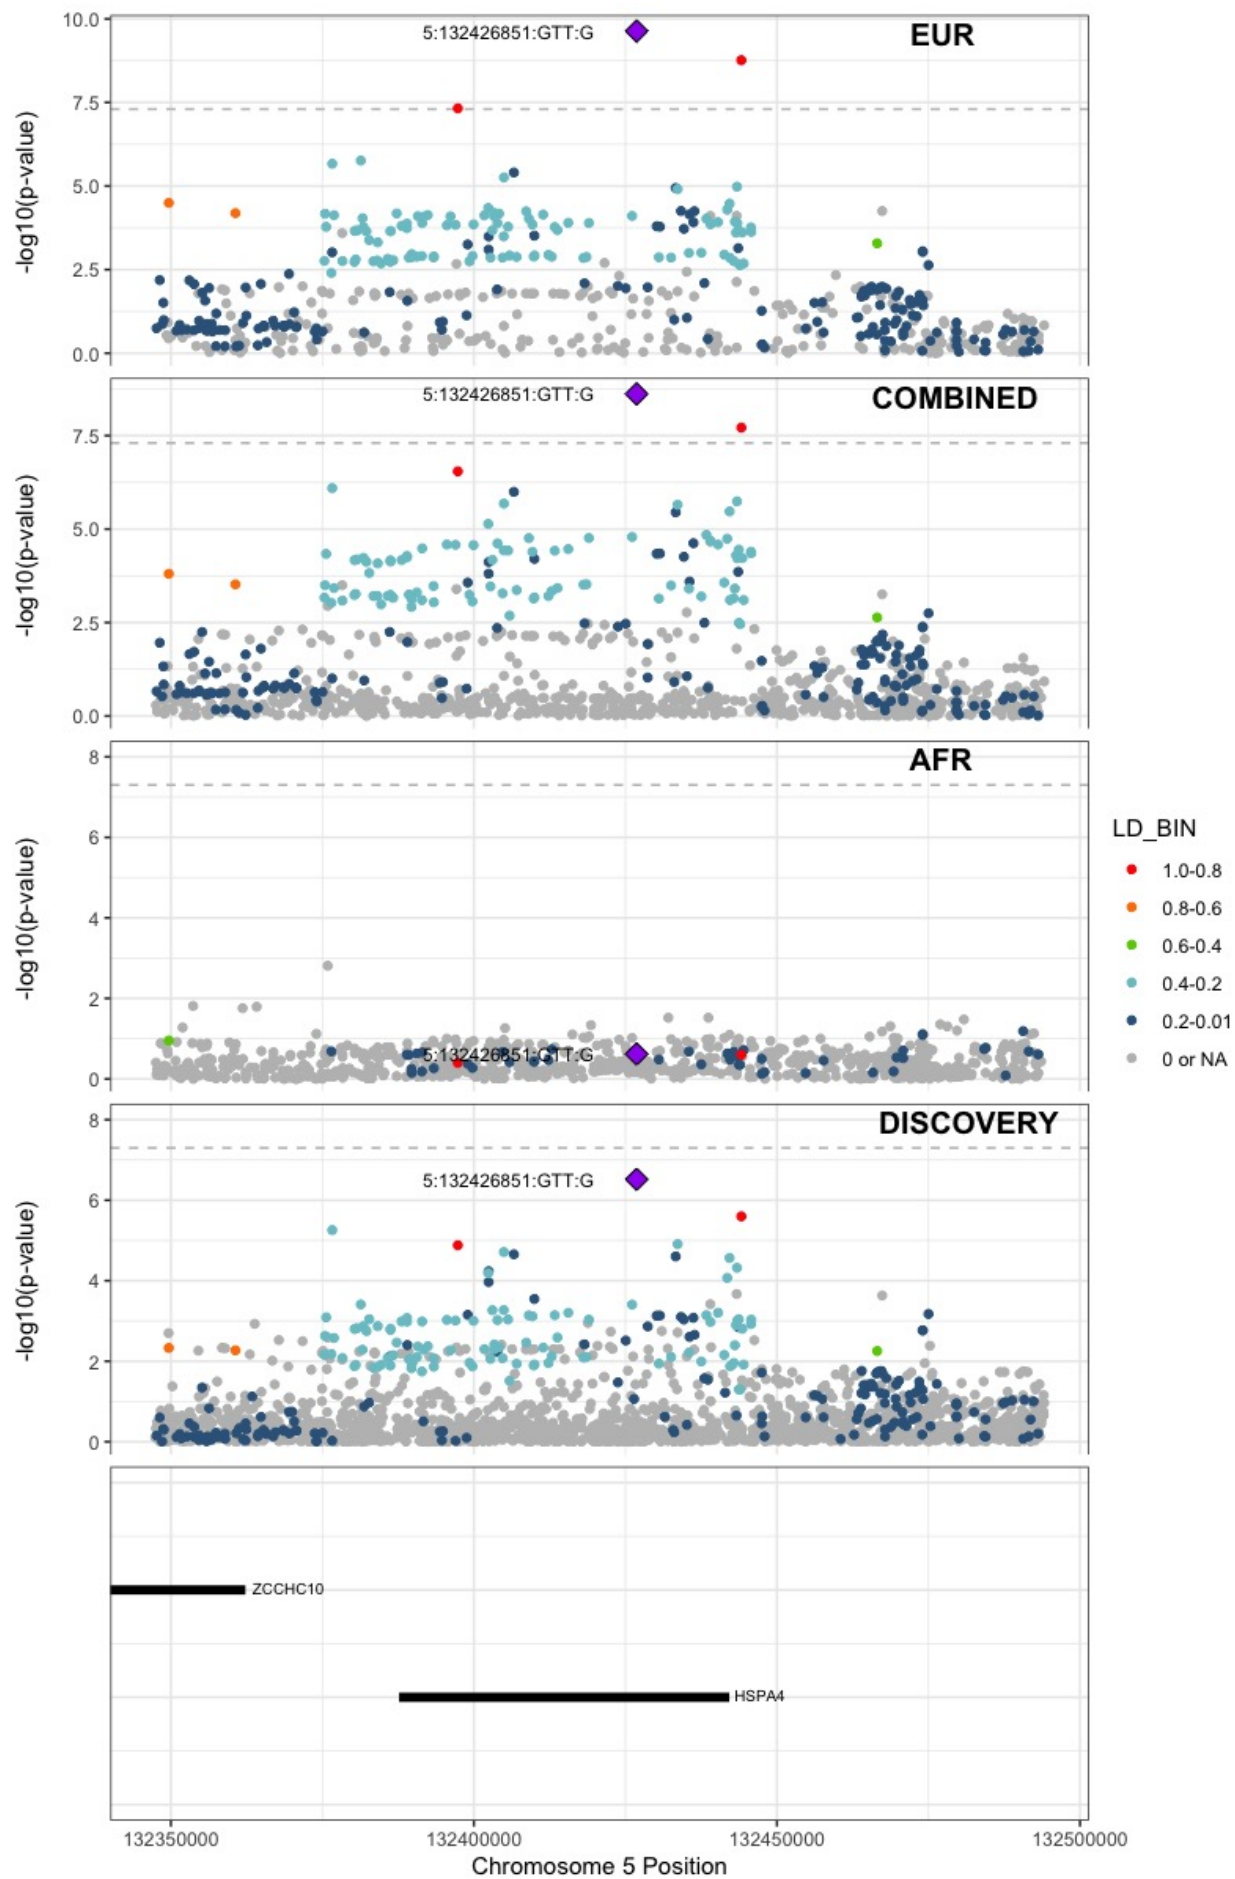 EUR
5:132426851:GTT:G
10.0
7.5
5.0
2.5
0.0
-log10(p-value)
COMBINED
5:132426851:GTT:G
7.5
5.0
2.5
0.0
-log10(p-value)
AFR
5:132426851:GTT:G
8
6
4
2
0
-log10(p-value)
DISCOVERY
5:132426851:GTT:G
8
6
4
2
0
-log10(p-value)
LD_BIN
1.0-0.8
0.8-0.6
0.6-0.4
0.4-0.2
0.2-0.01
0 or NA
ZCCHC10
HSPA4
132350000 132400000 132450000 132500000
Chromosome 5 Position